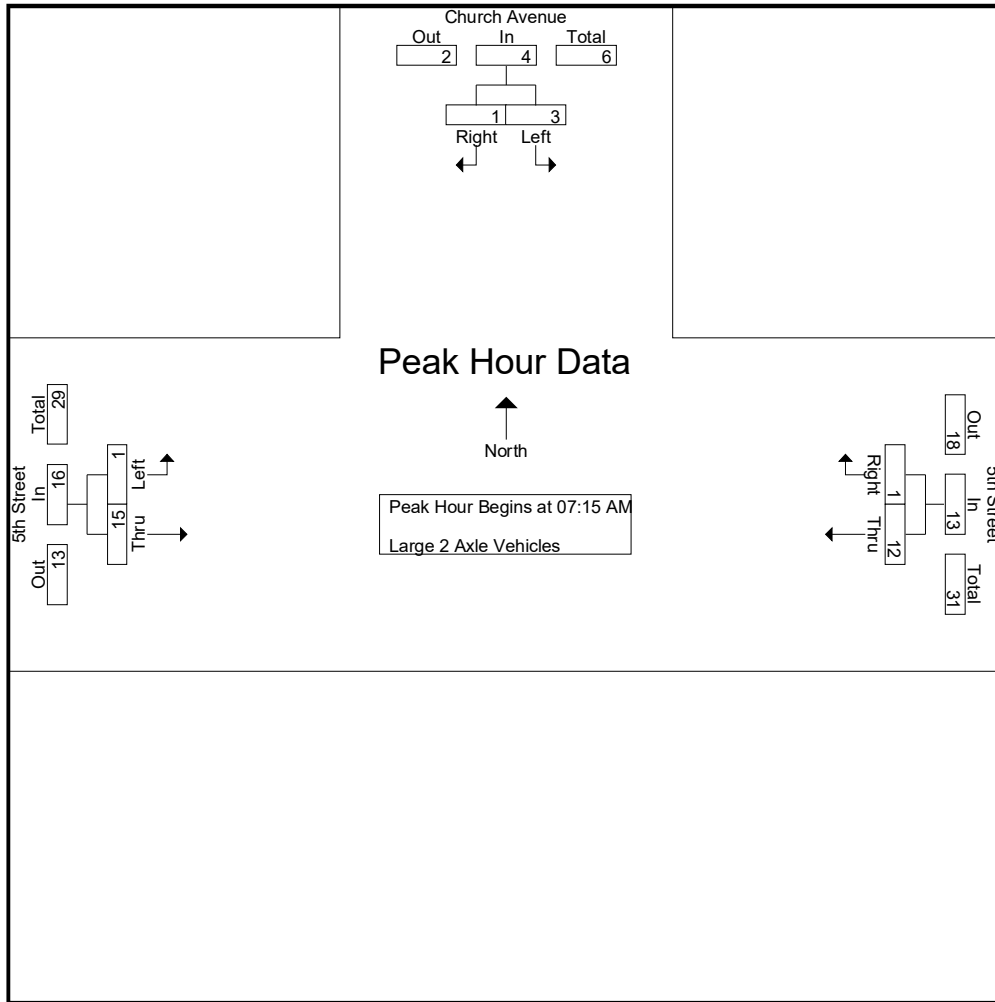 Church Avenue
Out In Total
2 4 6
1 3
Right Left
Peak Hour Data
North
Peak Hour Begins at 07:15 AM
Large 2 Axle Vehicles
5th Street
Total In Out
29 16 13
1 15
Left Thru
5th Street
Out In Total
18 13 31
1 12
Right Thru